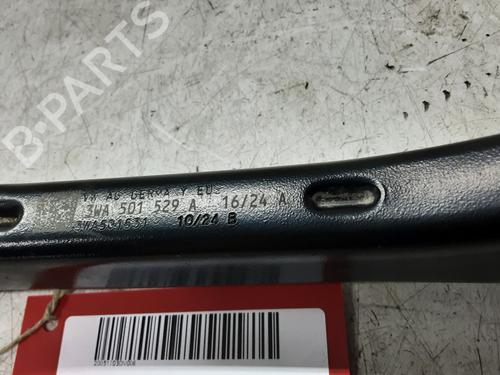 B-PARTS
VW AG GERMANY EU
3WA 501 529 A 16/24 A
3WA501531 10/24 B